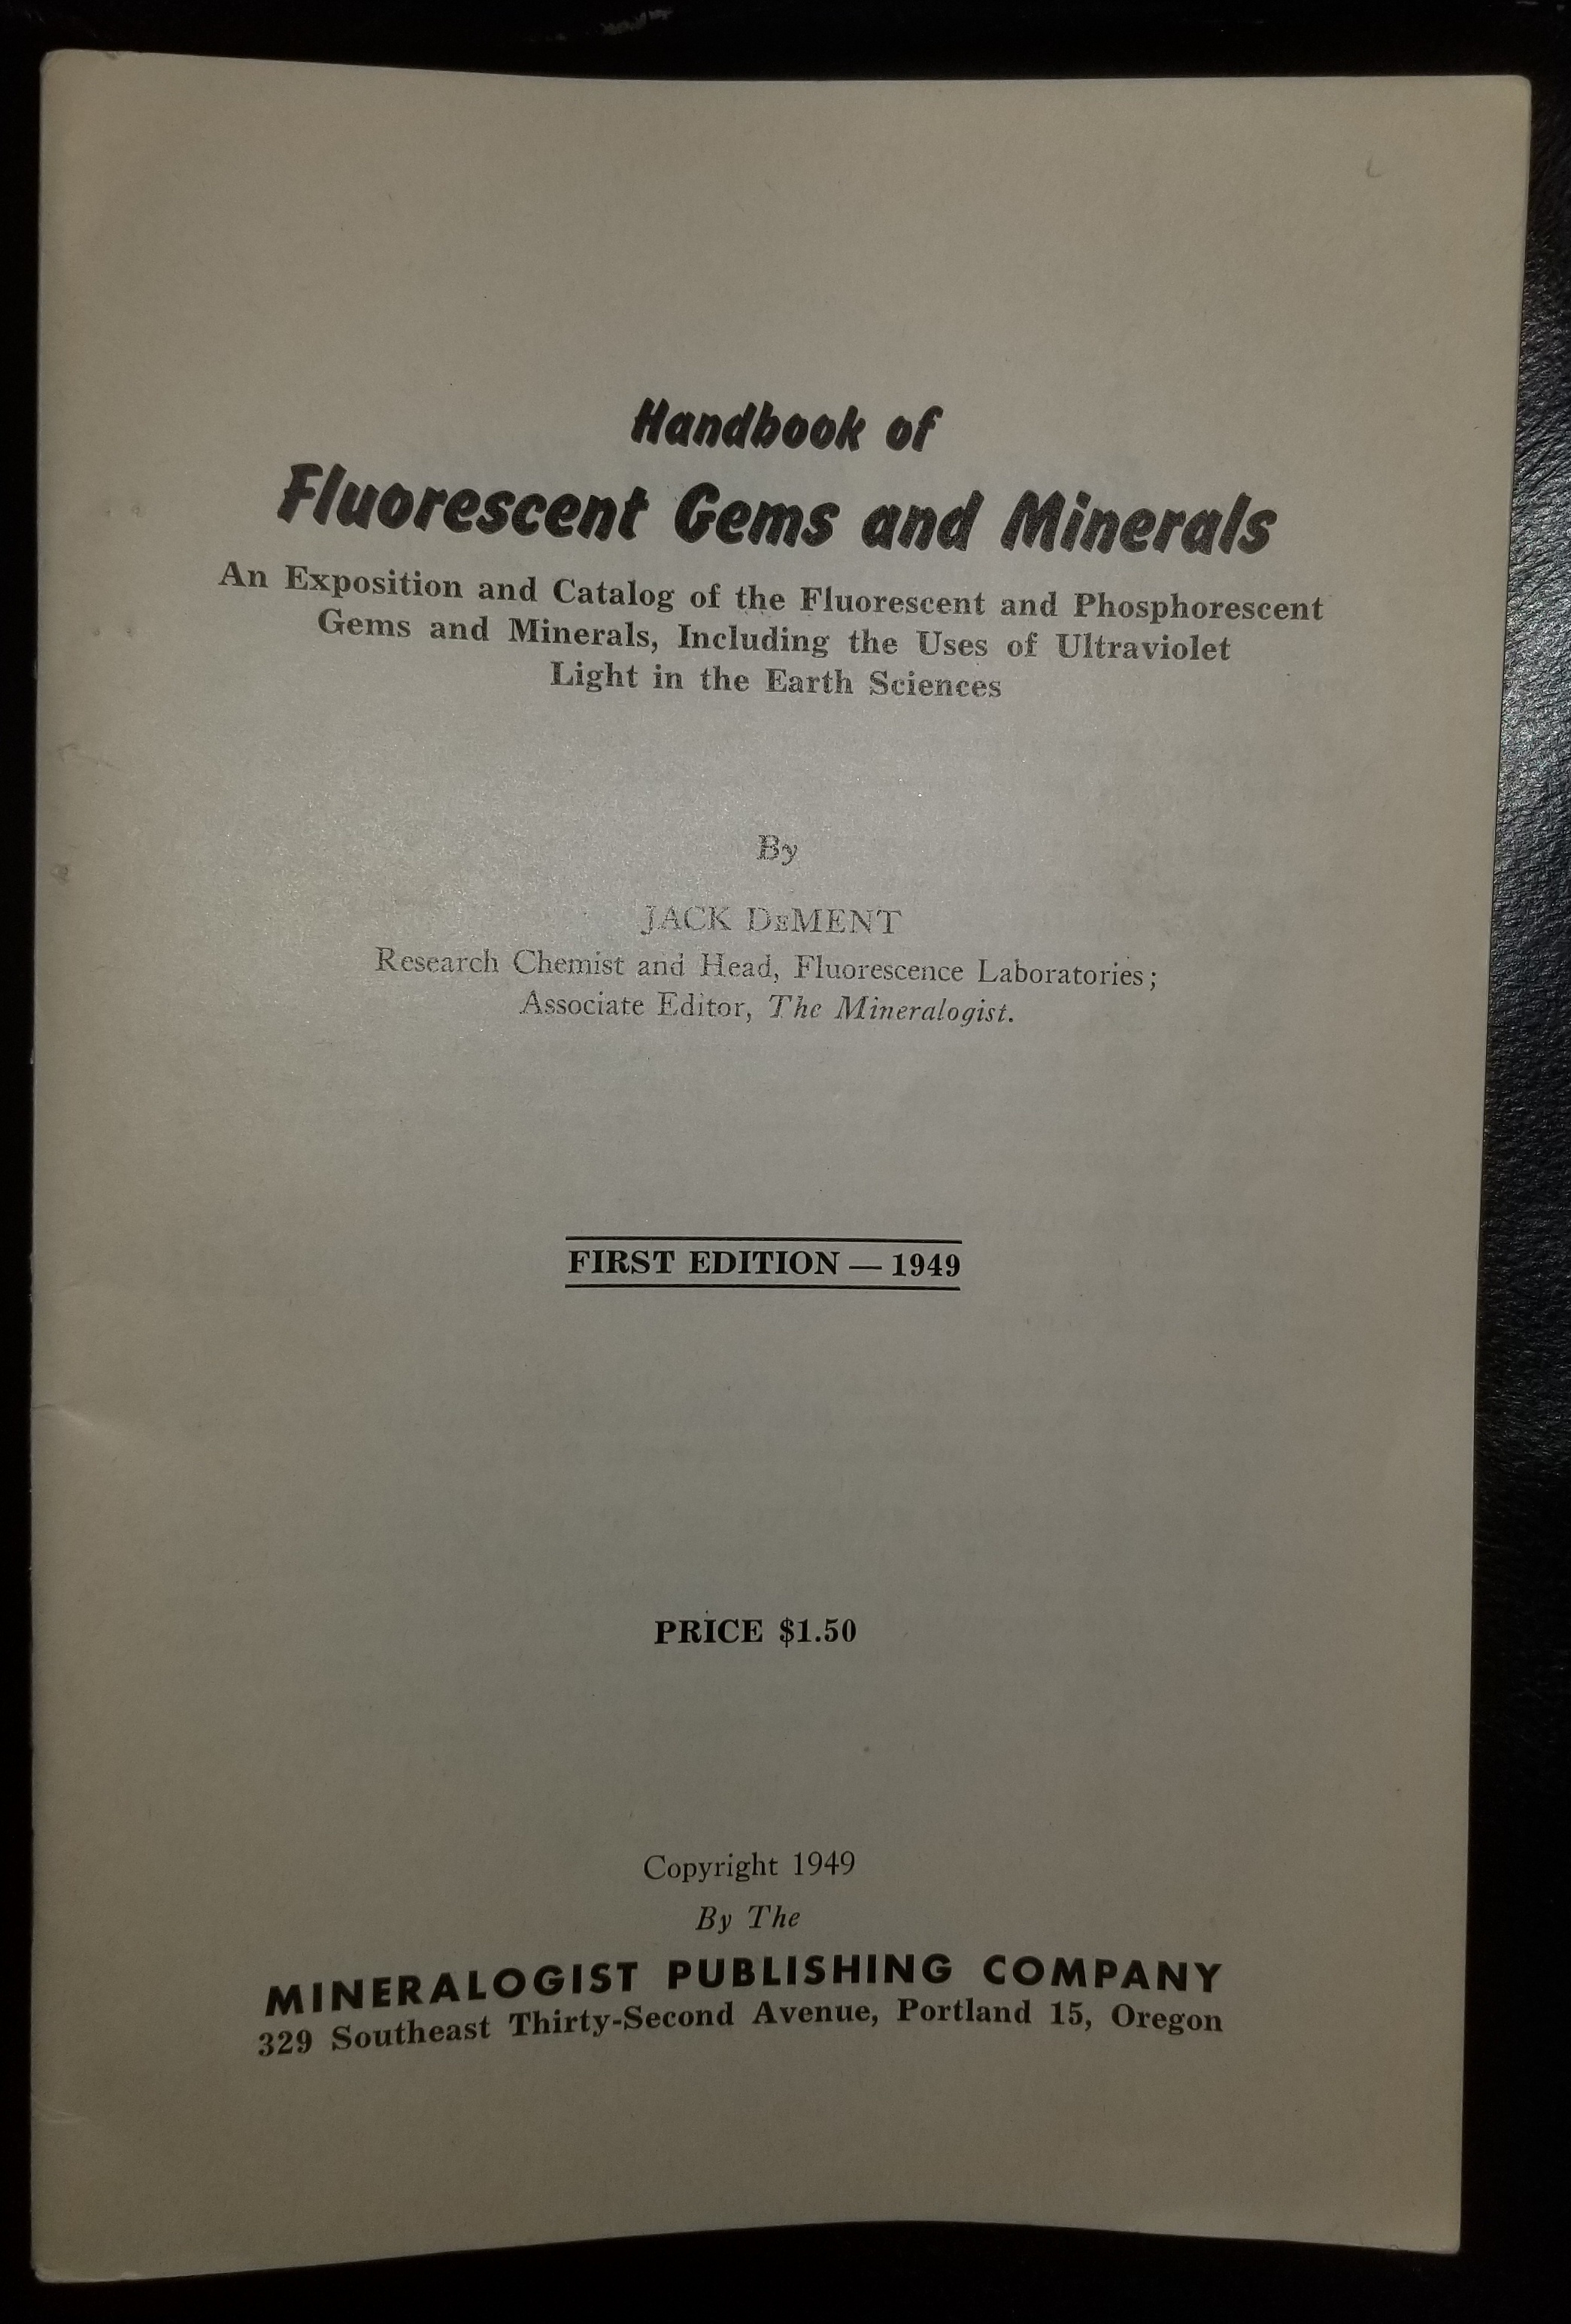 Handbook of
Fluorescent Gems and Minerals
An Exposition and Catalog of the Fluorescent and Phosphorescent
Gems and Minerals, Including the Uses of Ultraviolet
Light in the Earth Sciences
By
JACK DeMENT
Research Chemist and Head, Fluorescence Laboratories;
Associate Editor, The Mineralogist.
FIRST EDITION — 1949
PRICE $1.50
Copyright 1949
By The
MINERALOGIST PUBLISHING COMPANY
329 Southeast Thirty-Second Avenue, Portland 15, Oregon